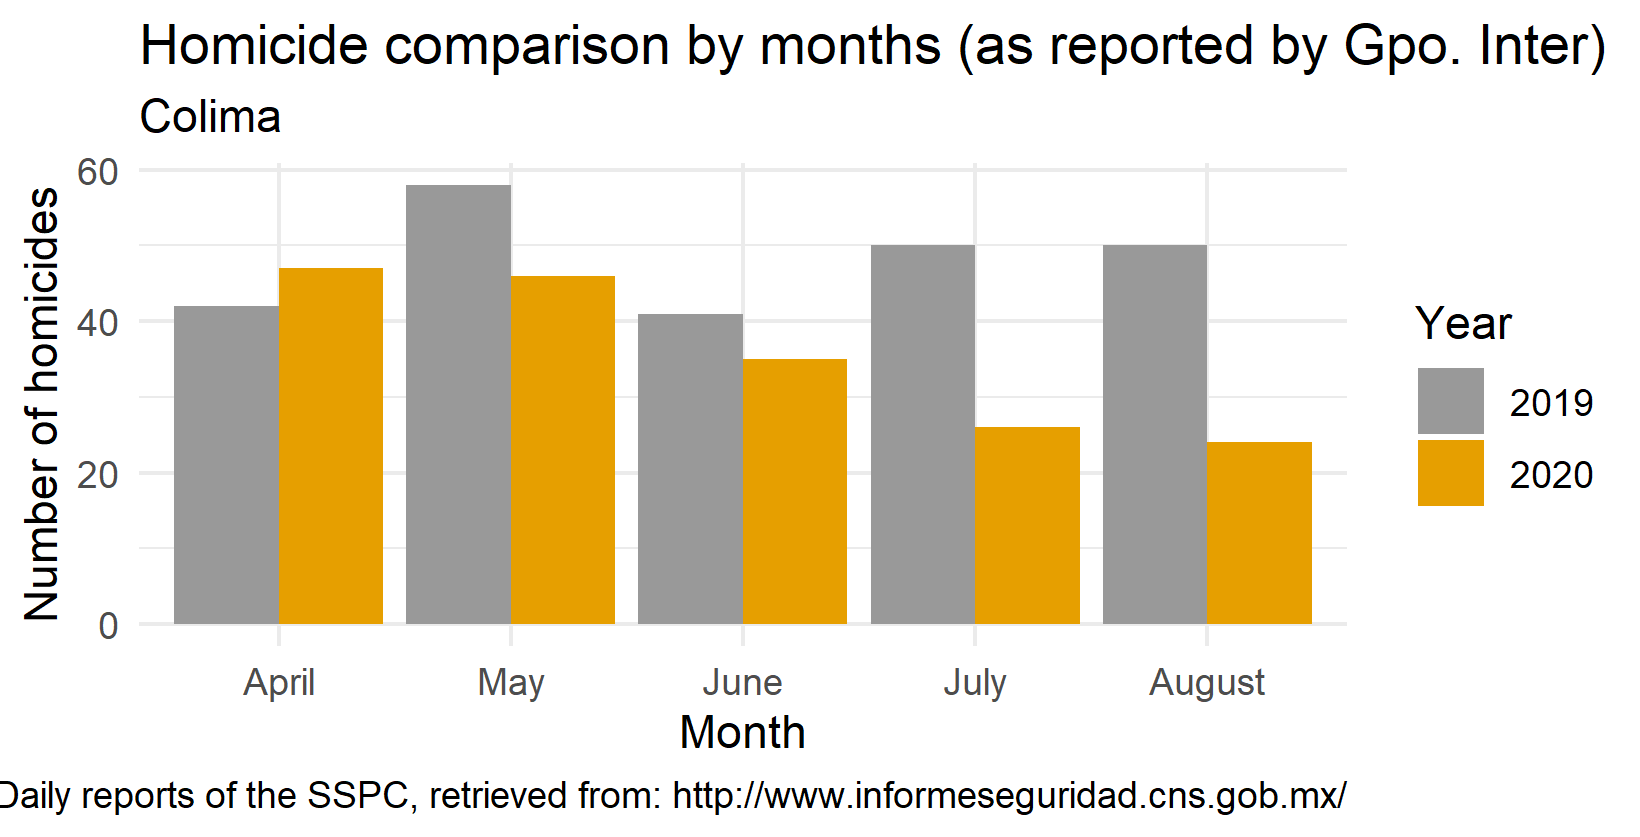 Homicide comparison by months (as reported by Gpo. Inter)
Colima
Number of homicides
60
40
20
0
April May June July August
Month
Year
2019
2020
Daily reports of the SSPC, retrieved from: http://www.informeseguridad.cns.gob.mx/